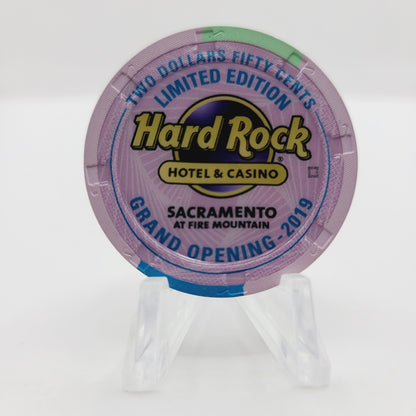 TWO DOLLARS FIFTY CENTS
LIMITED EDITION
Hard Rock
®
HOTEL & CASINO
SACRAMENTO
AT FIRE MOUNTAIN
GRAND OPENING - 2019